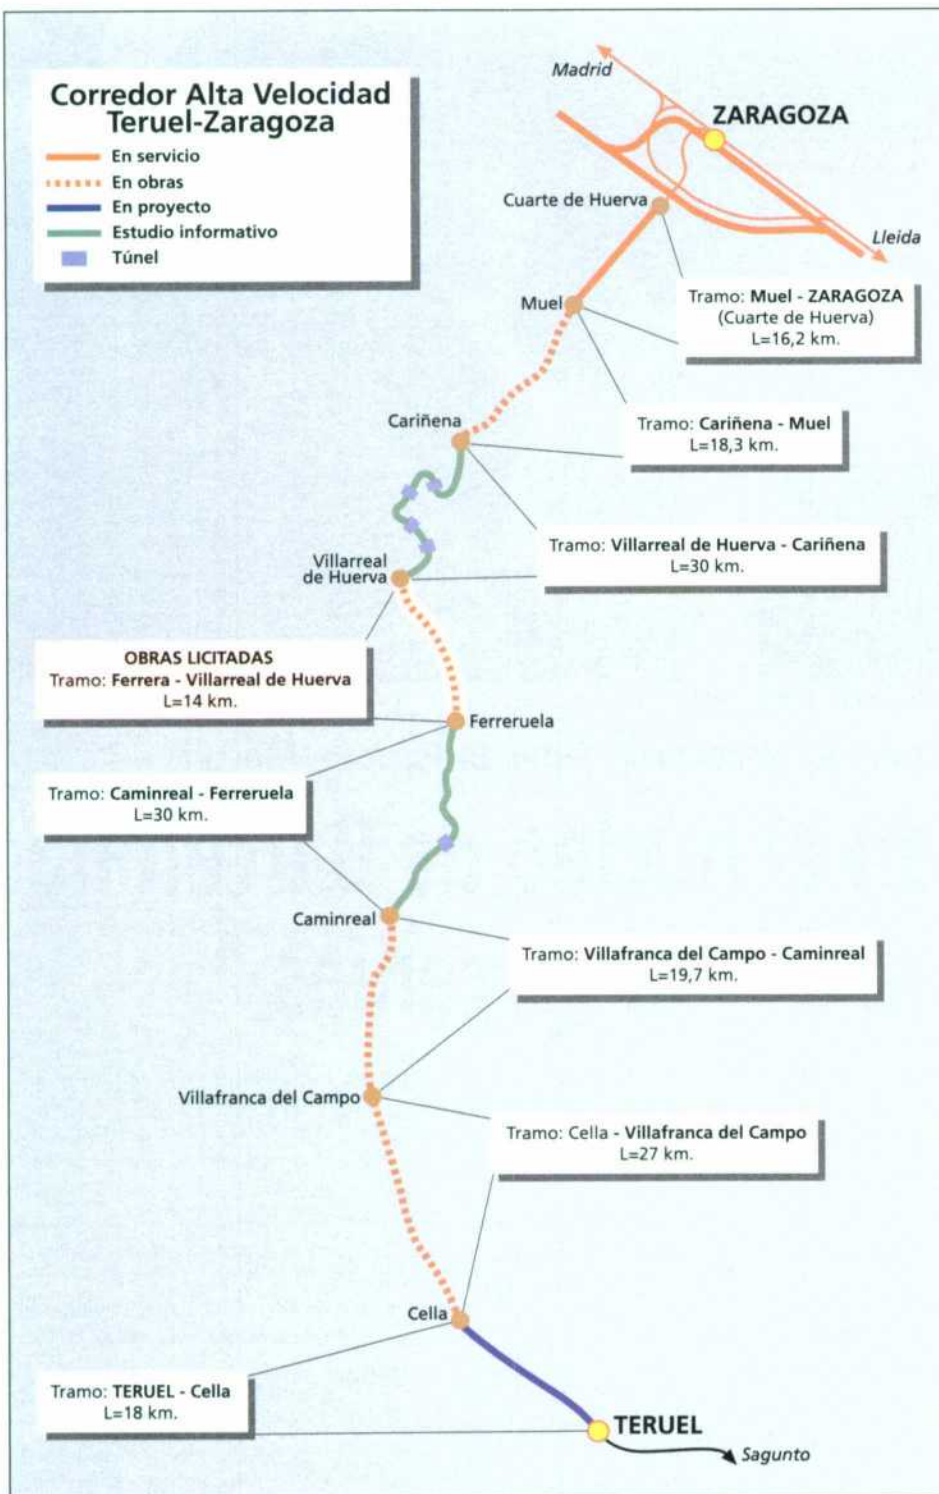 Corredor Alta Velocidad
Teruel-Zaragoza
En servicio
En obras
En proyecto
Estudio informativo
Túnel
Madrid
ZARAGOZA
Cuarte de Huerva
Lleida
Muel
Tramo: Muel - ZARAGOZA
(Cuarte de Huerva)
L=16,2 km.
Cariñena
Tramo: Cariñena - Muel
L=18,3 km.
Tramo: Villarreal de Huerva - Cariñena
L=30 km.
Villarreal
de Huerva
OBRAS LICITADAS
Tramo: Ferrera - Villarreal de Huerva
L=14 km.
Ferreruela
Tramo: Caminreal - Ferreruela
L=30 km.
Caminreal
Tramo: Villafranca del Campo - Caminreal
L=19,7 km.
Villafranca del Campo
Tramo: Cella - Villafranca del Campo
L=27 km.
Cella
Tramo: TERUEL - Cella
L=18 km.
TERUEL
Sagunto